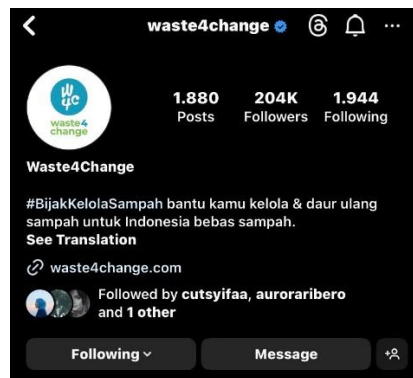 waste4change
1.880 204K 1.944
Posts Followers Following
W4C
waste4
change
Waste4Change
#BijakKelolaSampah bantu kamu kelola & daur ulang
sampah untuk Indonesia bebas sampah.
See Translation
waste4change.com
Followed by cutsyifaa, auroraribero
and 1 other
Following Message